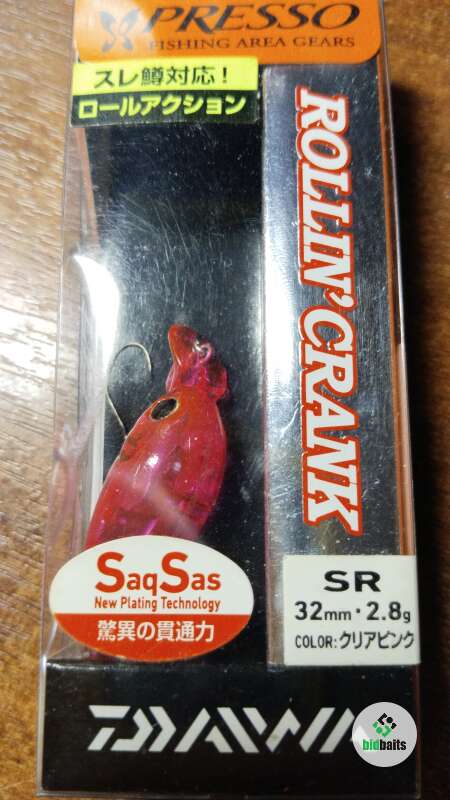 PRESSO
FISHING AREA GEARS
スレ鱒対応!
ロールアクション
ROLLIN'CRANK
SaqSas
New Plating Technology
驚異の貫通力
SR
32mm・2.8g
COLOR:クリアピンク
DAIWA
bidbaits